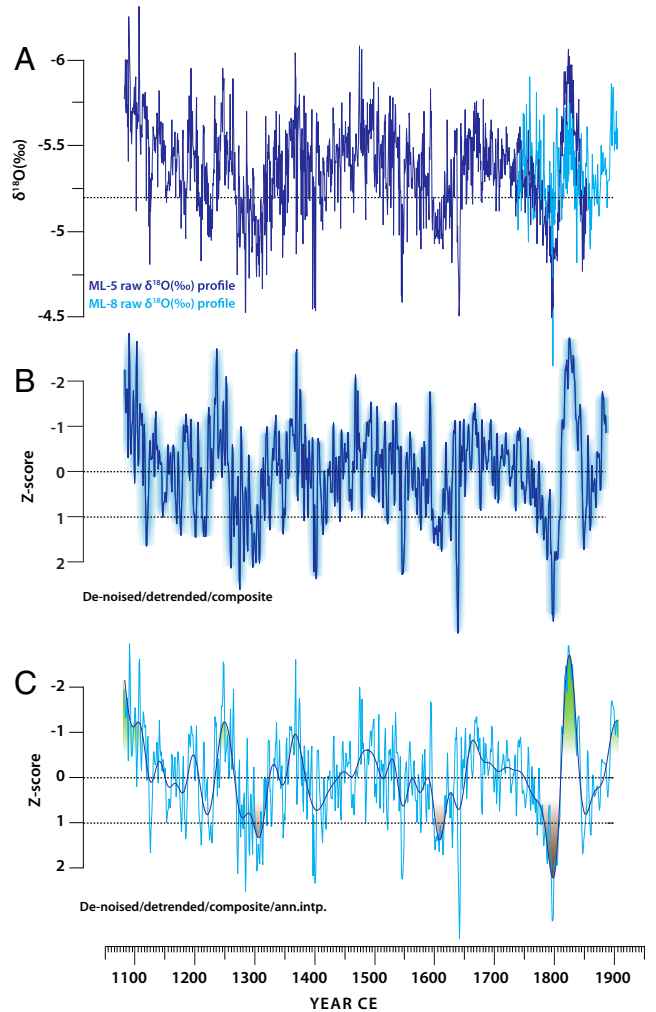 A
-6
-5.5
-5
-4.5
δ¹⁸O(‰)
ML-5 raw δ¹⁸O(‰) profile
ML-8 raw δ¹⁸O(‰) profile
B
-2
-1
0
1
2
Z-score
De-noised/detrended/composite
C
-2
-1
0
1
2
Z-score
De-noised/detrended/composite/ann.intp.
1100 1200 1300 1400 1500 1600 1700 1800 1900
YEAR CE